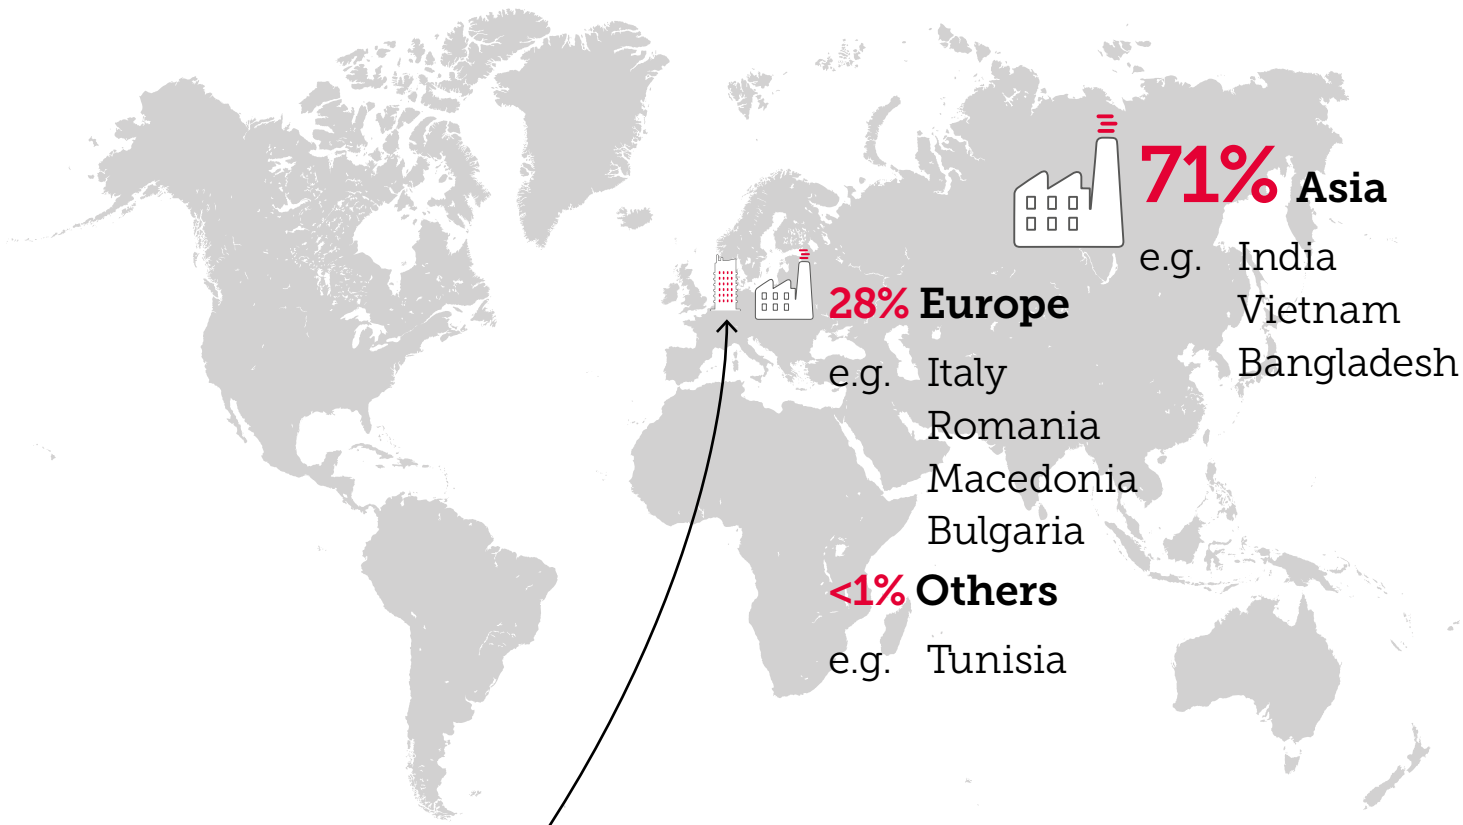 71% Asia
e.g. India
Vietnam
Bangladesh
28% Europe
e.g. Italy
Romania
Macedonia
Bulgaria
<1% Others
e.g. Tunisia